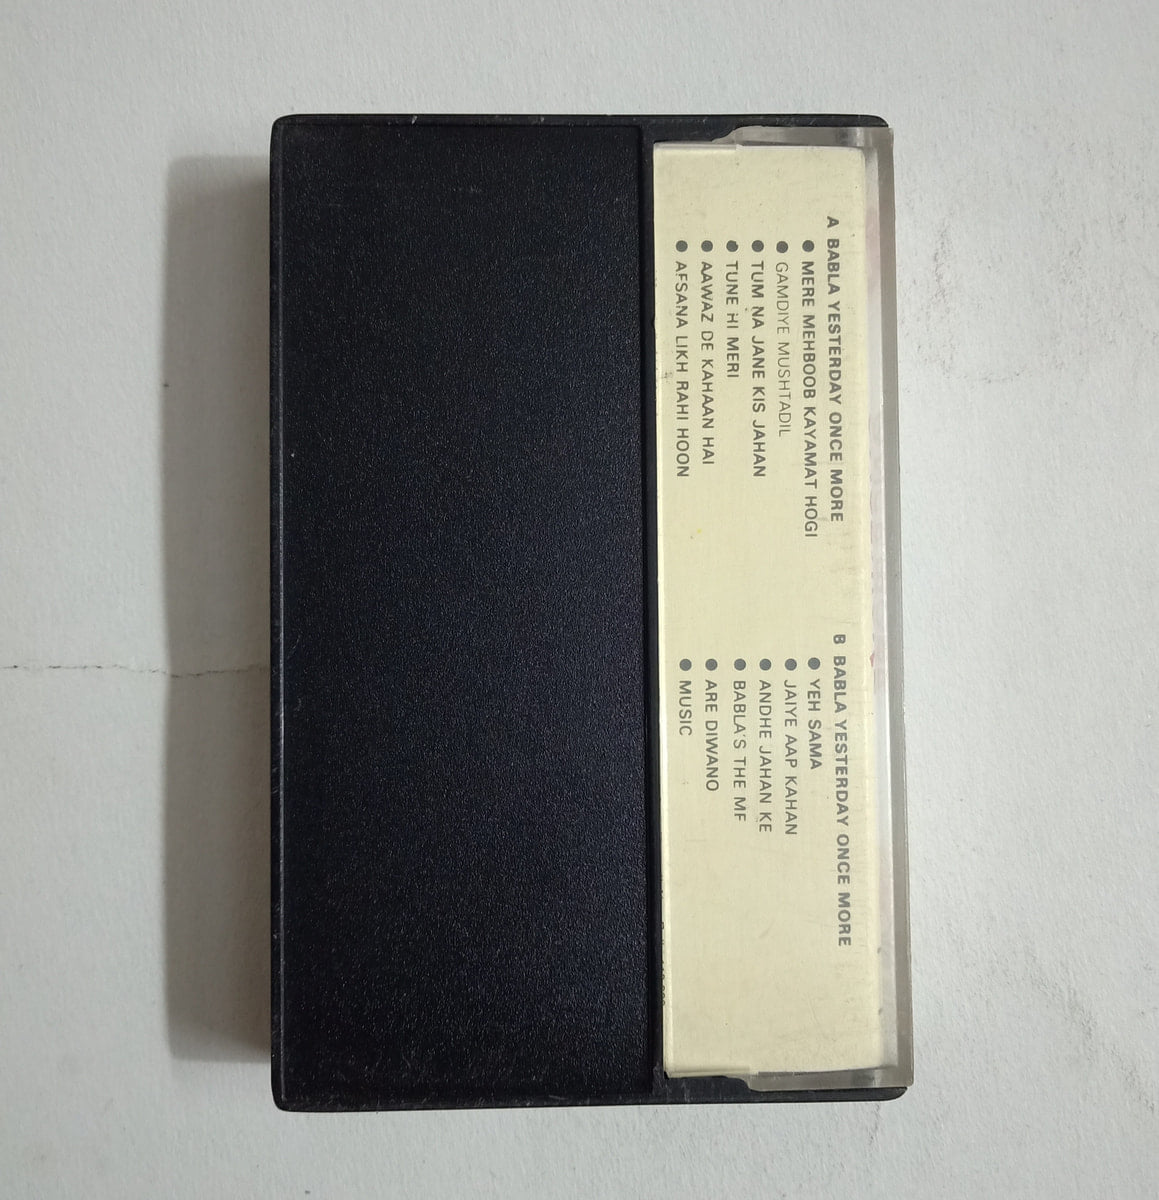 A BABLA YESTERDAY ONCE MORE
● MERE MEHBOOB KAYAMAT HOGI
● GAMDIYE MUSHTADIL
● TUM NA JANE KIS JAHAN
● TUNE HI MERI
● AAWAZ DE KAHAAN HAI
● AFSANA LIKH RAHI HOON
B BABLA YESTERDAY ONCE MORE
● YEH SAMA
● JAIYE AAP KAHAN
● ANDHE JAHAN KE
● BABLA'S THE MF
● ARE DIWANO
● MUSIC